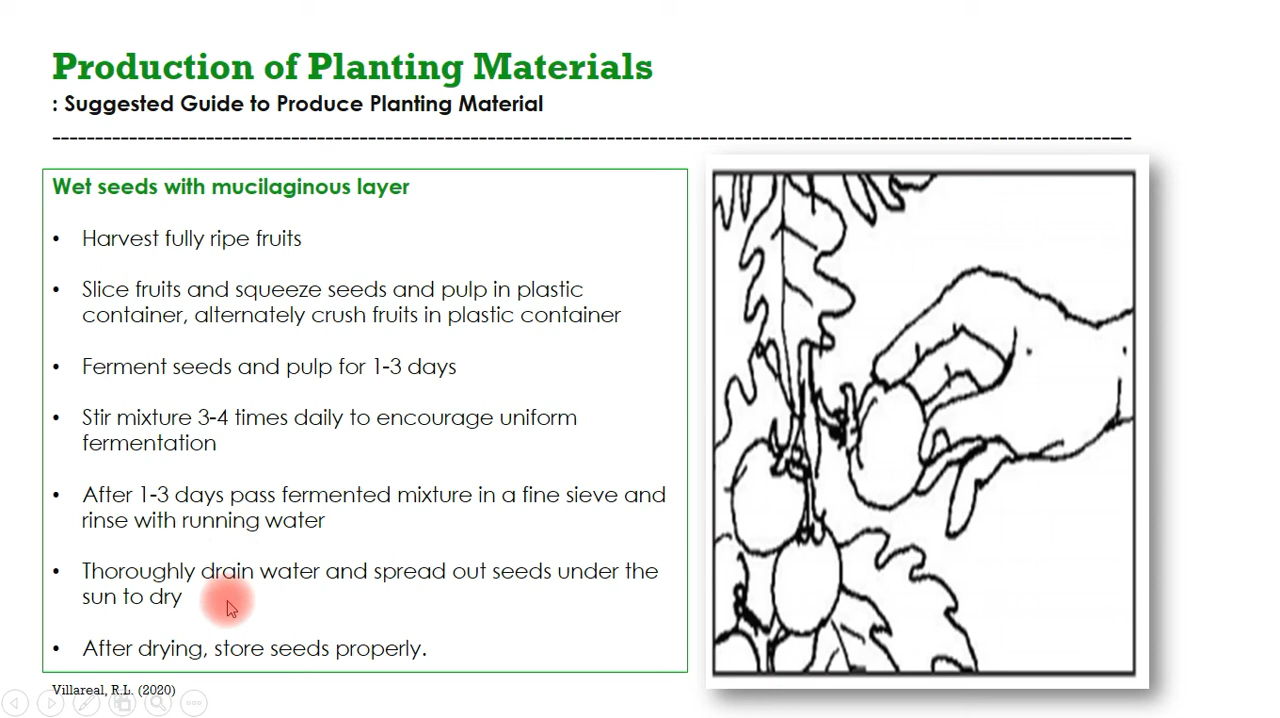 Production of Planting Materials
: Suggested Guide to Produce Planting Material
Wet seeds with mucilaginous layer
• Harvest fully ripe fruits
• Slice fruits and squeeze seeds and pulp in plastic
container, alternately crush fruits in plastic container
• Ferment seeds and pulp for 1-3 days
• Stir mixture 3-4 times daily to encourage uniform
fermentation
• After 1-3 days pass fermented mixture in a fine sieve and
rinse with running water
• Thoroughly drain water and spread out seeds under the
sun to dry
• After drying, store seeds properly.
Villareal, R.L. (2020)